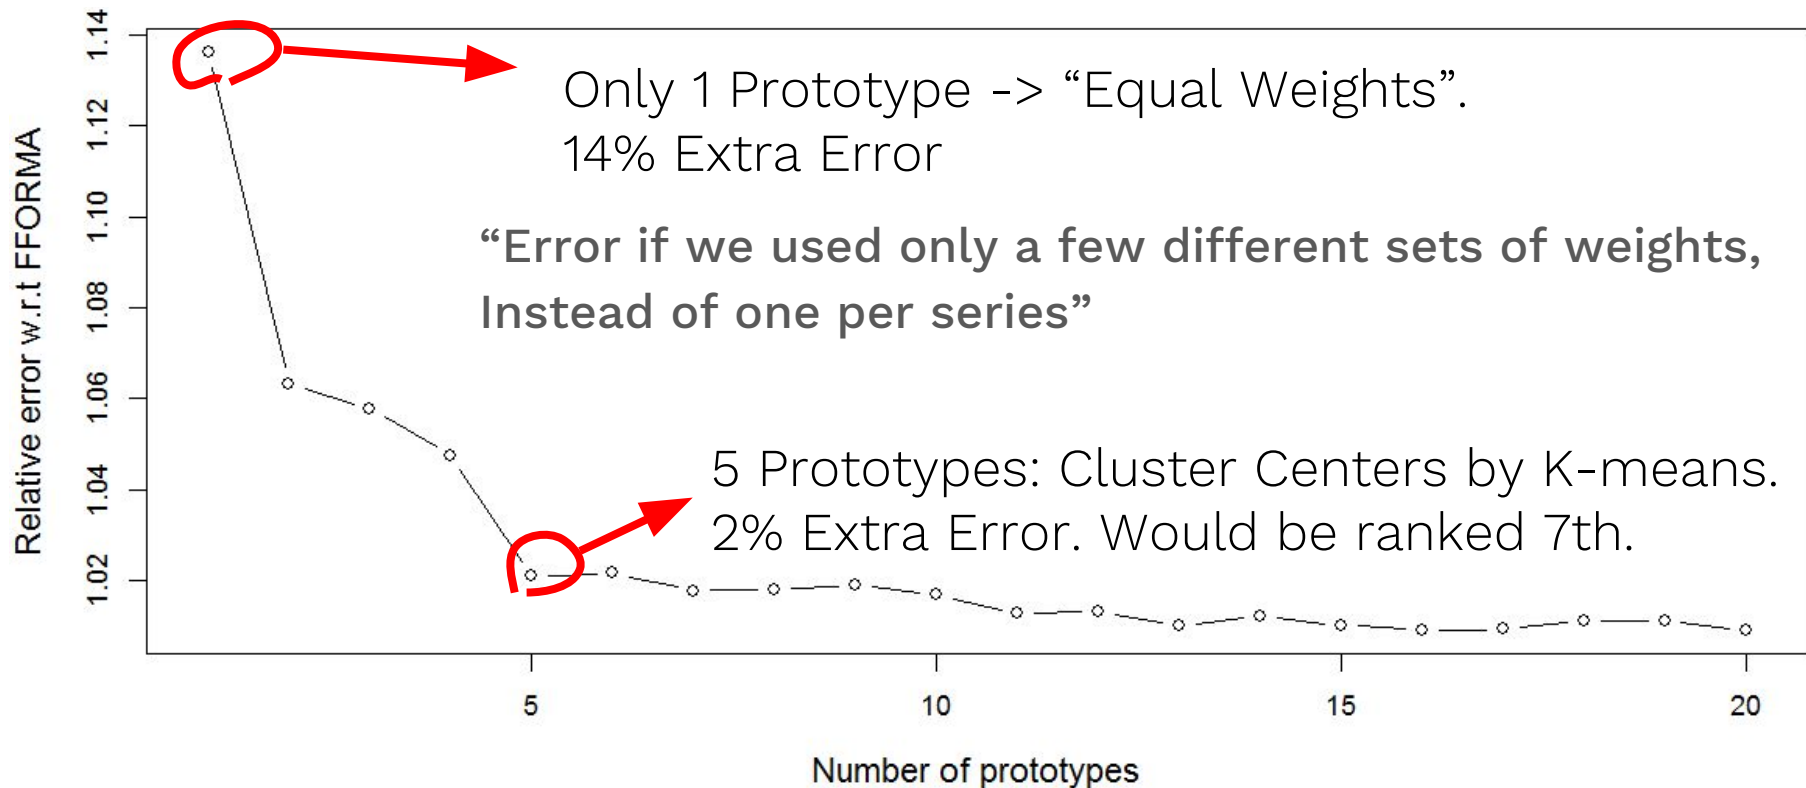 1.14
1.12
1.10
1.08
1.06
1.04
1.02
Relative error w.r.t FFORMA
Only 1 Prototype -> “Equal Weights”.
14% Extra Error
“Error if we used only a few different sets of weights,
Instead of one per series”
5 Prototypes: Cluster Centers by K-means.
2% Extra Error. Would be ranked 7th.
5
10
15
20
Number of prototypes